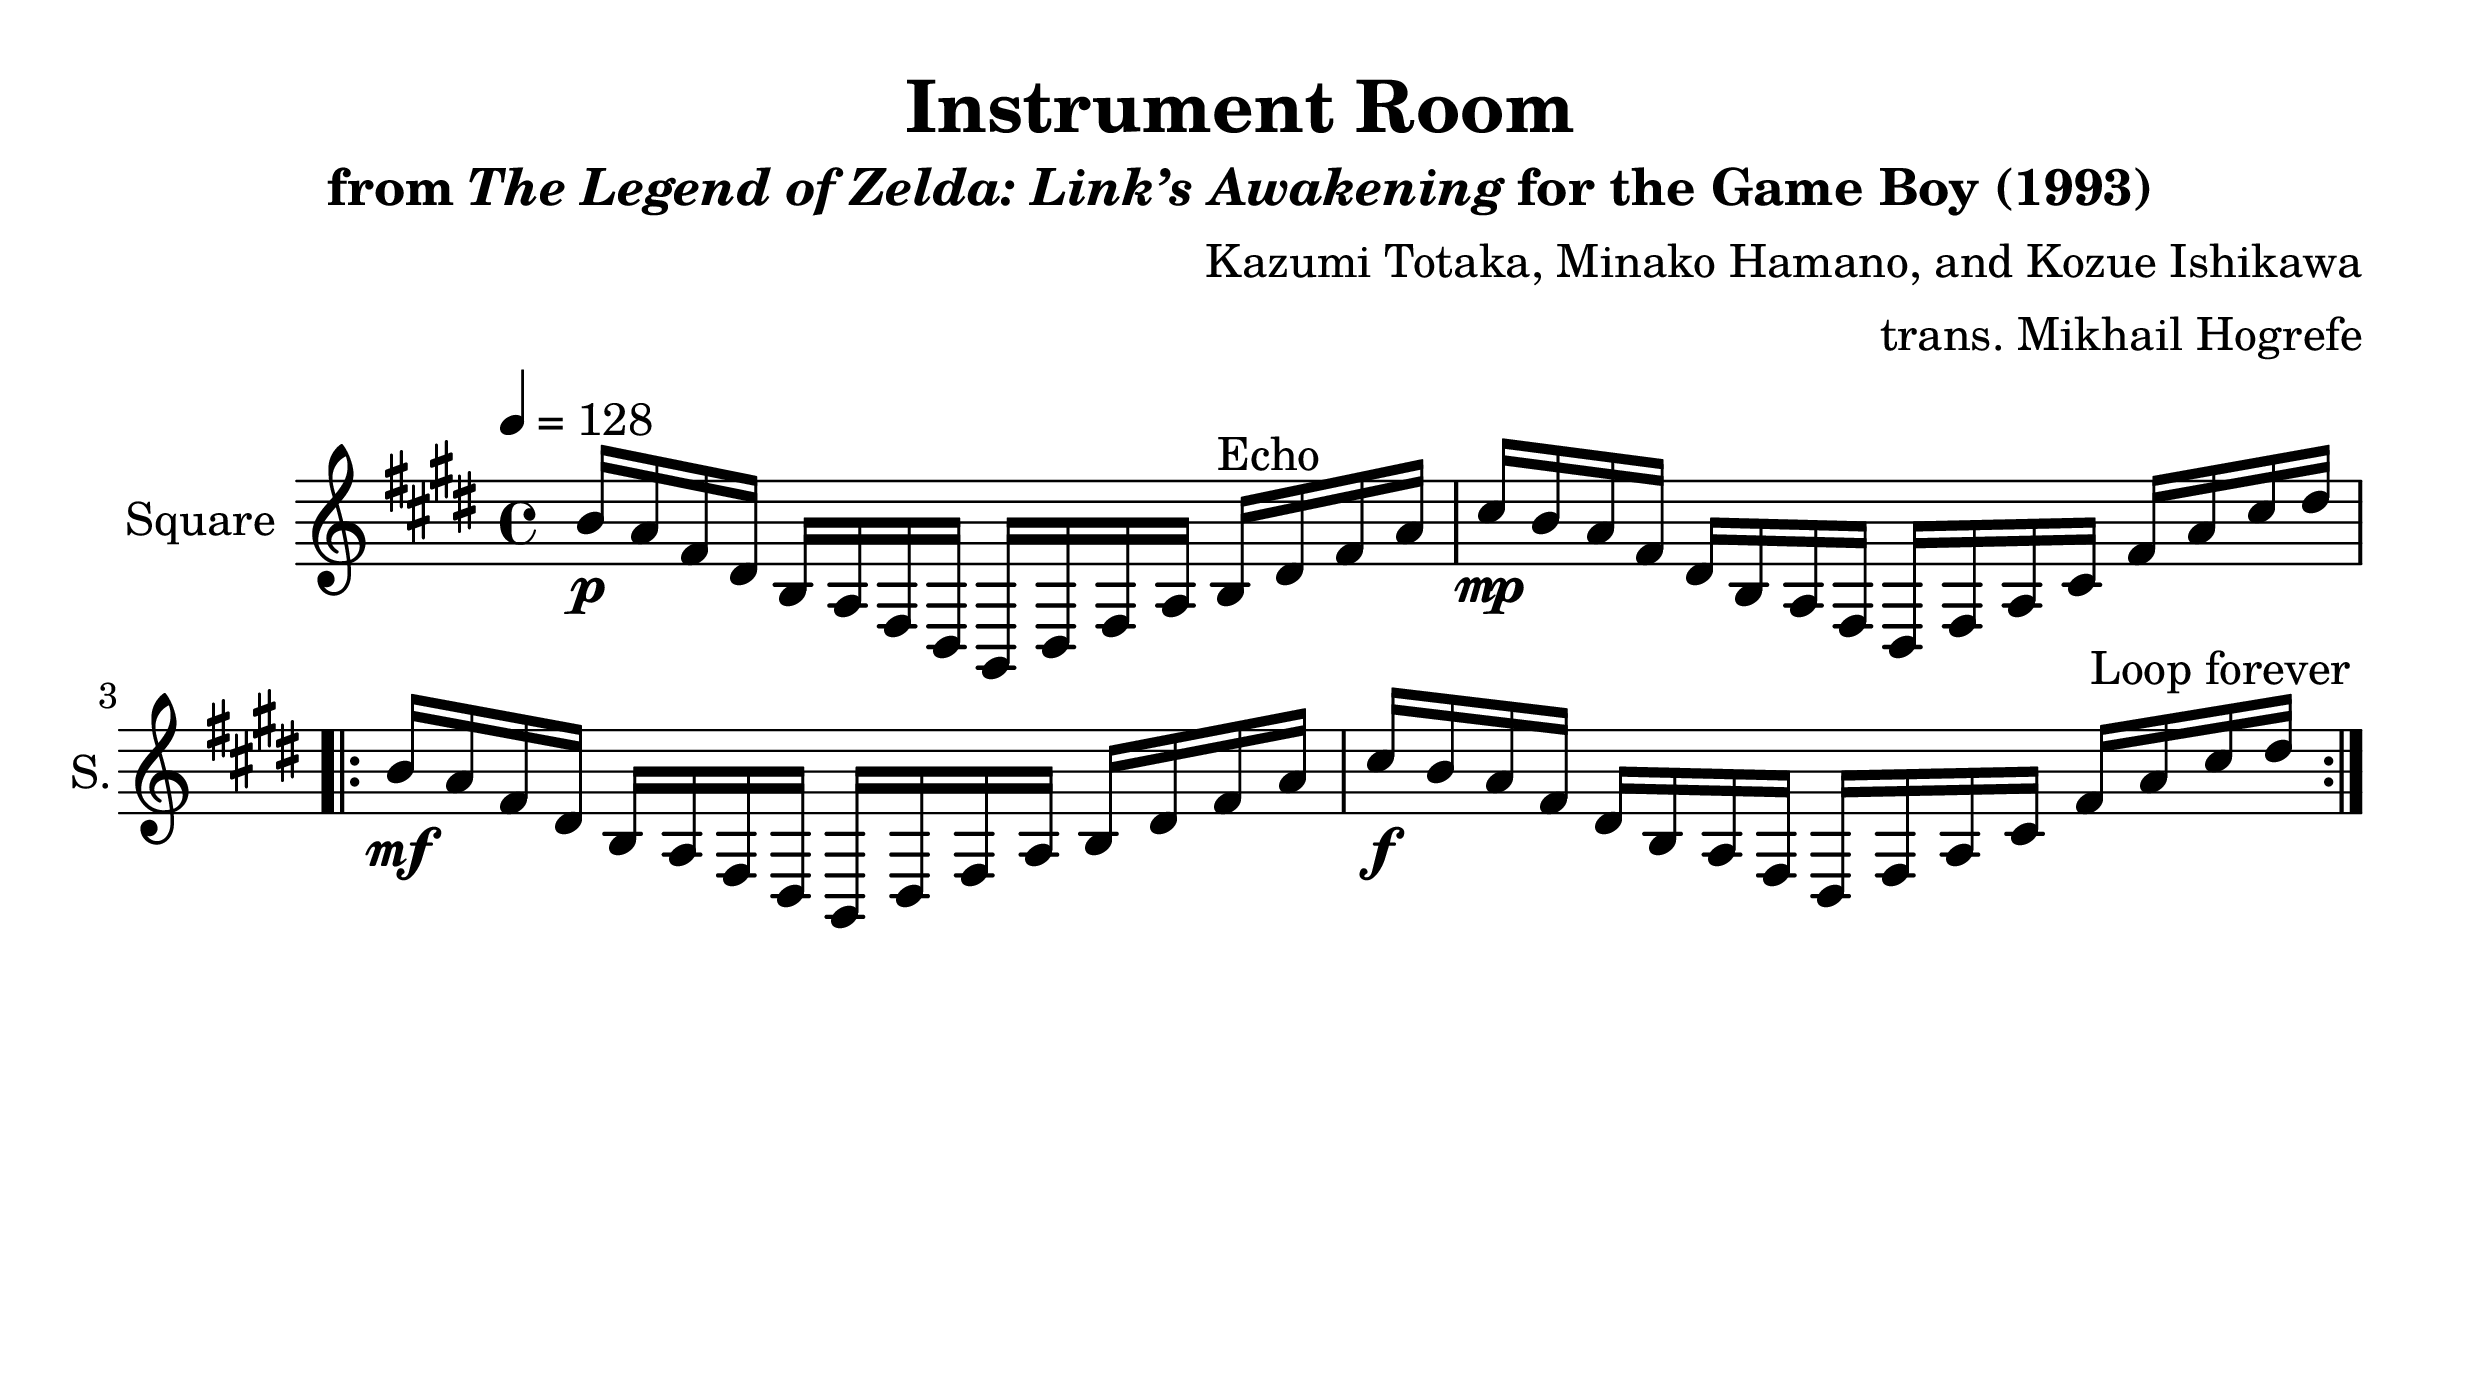 Instrument Room
from The Legend of Zelda: Link’s Awakening for the Game Boy (1993)
Kazumi Totaka, Minako Hamano, and Kozue Ishikawa
trans. Mikhail Hogrefe
= 128
Echo
Square
p mp
Loop forever
3
S.
mf f